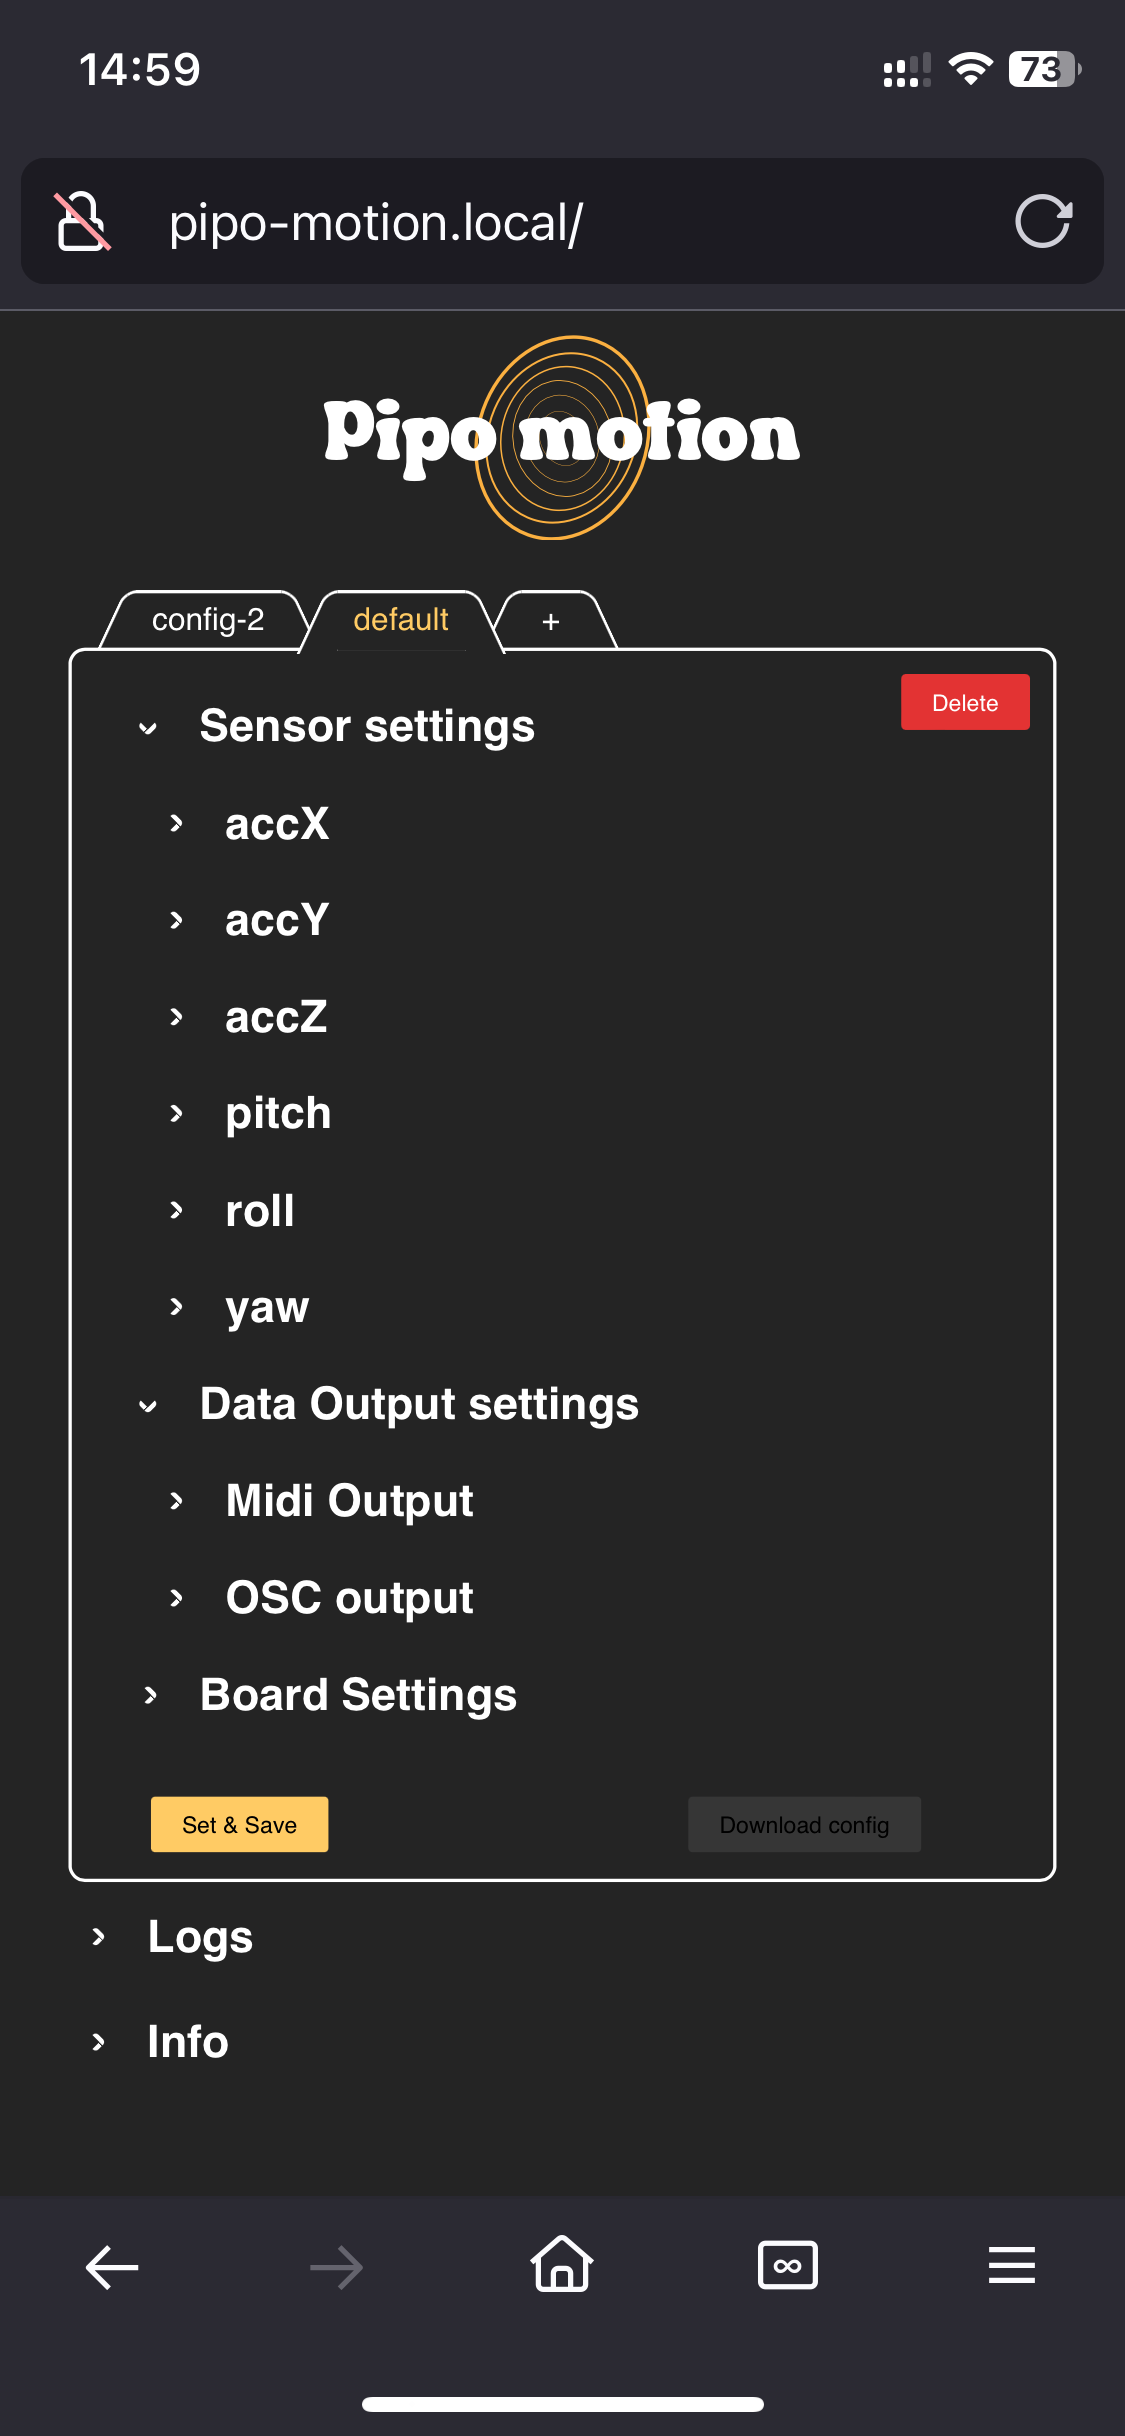 14:59
73
pipo-motion.local/
Pipo motion
config-2
default
+
Delete
Sensor settings
accX
accY
accZ
pitch
roll
yaw
Data Output settings
Midi Output
OSC output
Board Settings
Set & Save
Download config
Logs
Info
∞